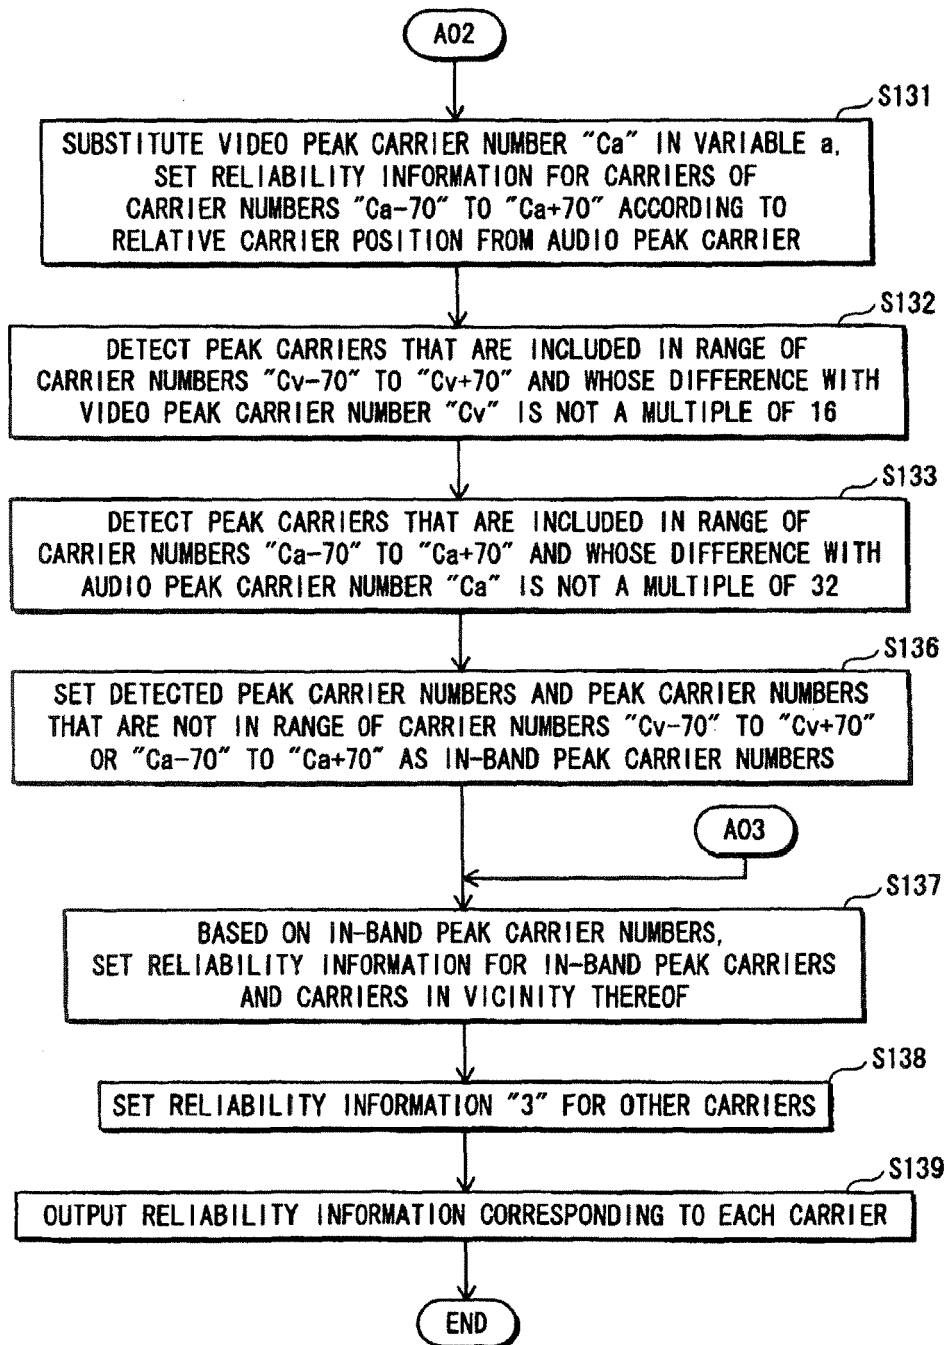 A02
S131
SUBSTITUTE VIDEO PEAK CARRIER NUMBER "Ca" IN VARIABLE a,
SET RELIABILITY INFORMATION FOR CARRIERS OF
CARRIER NUMBERS "Ca-70" TO "Ca+70" ACCORDING TO
RELATIVE CARRIER POSITION FROM AUDIO PEAK CARRIER
S132
DETECT PEAK CARRIERS THAT ARE INCLUDED IN RANGE OF
CARRIER NUMBERS "Cv-70" TO "Cv+70" AND WHOSE DIFFERENCE WITH
VIDEO PEAK CARRIER NUMBER "Cv" IS NOT A MULTIPLE OF 16
S133
DETECT PEAK CARRIERS THAT ARE INCLUDED IN RANGE OF
CARRIER NUMBERS "Ca-70" TO "Ca+70" AND WHOSE DIFFERENCE WITH
AUDIO PEAK CARRIER NUMBER "Ca" IS NOT A MULTIPLE OF 32
S136
SET DETECTED PEAK CARRIER NUMBERS AND PEAK CARRIER NUMBERS
THAT ARE NOT IN RANGE OF CARRIER NUMBERS "Cv-70" TO "Cv+70"
OR "Ca-70" TO "Ca+70" AS IN-BAND PEAK CARRIER NUMBERS
A03
S137
BASED ON IN-BAND PEAK CARRIER NUMBERS,
SET RELIABILITY INFORMATION FOR IN-BAND PEAK CARRIERS
AND CARRIERS IN VICINITY THEREOF
S138
SET RELIABILITY INFORMATION "3" FOR OTHER CARRIERS
S139
OUTPUT RELIABILITY INFORMATION CORRESPONDING TO EACH CARRIER
END